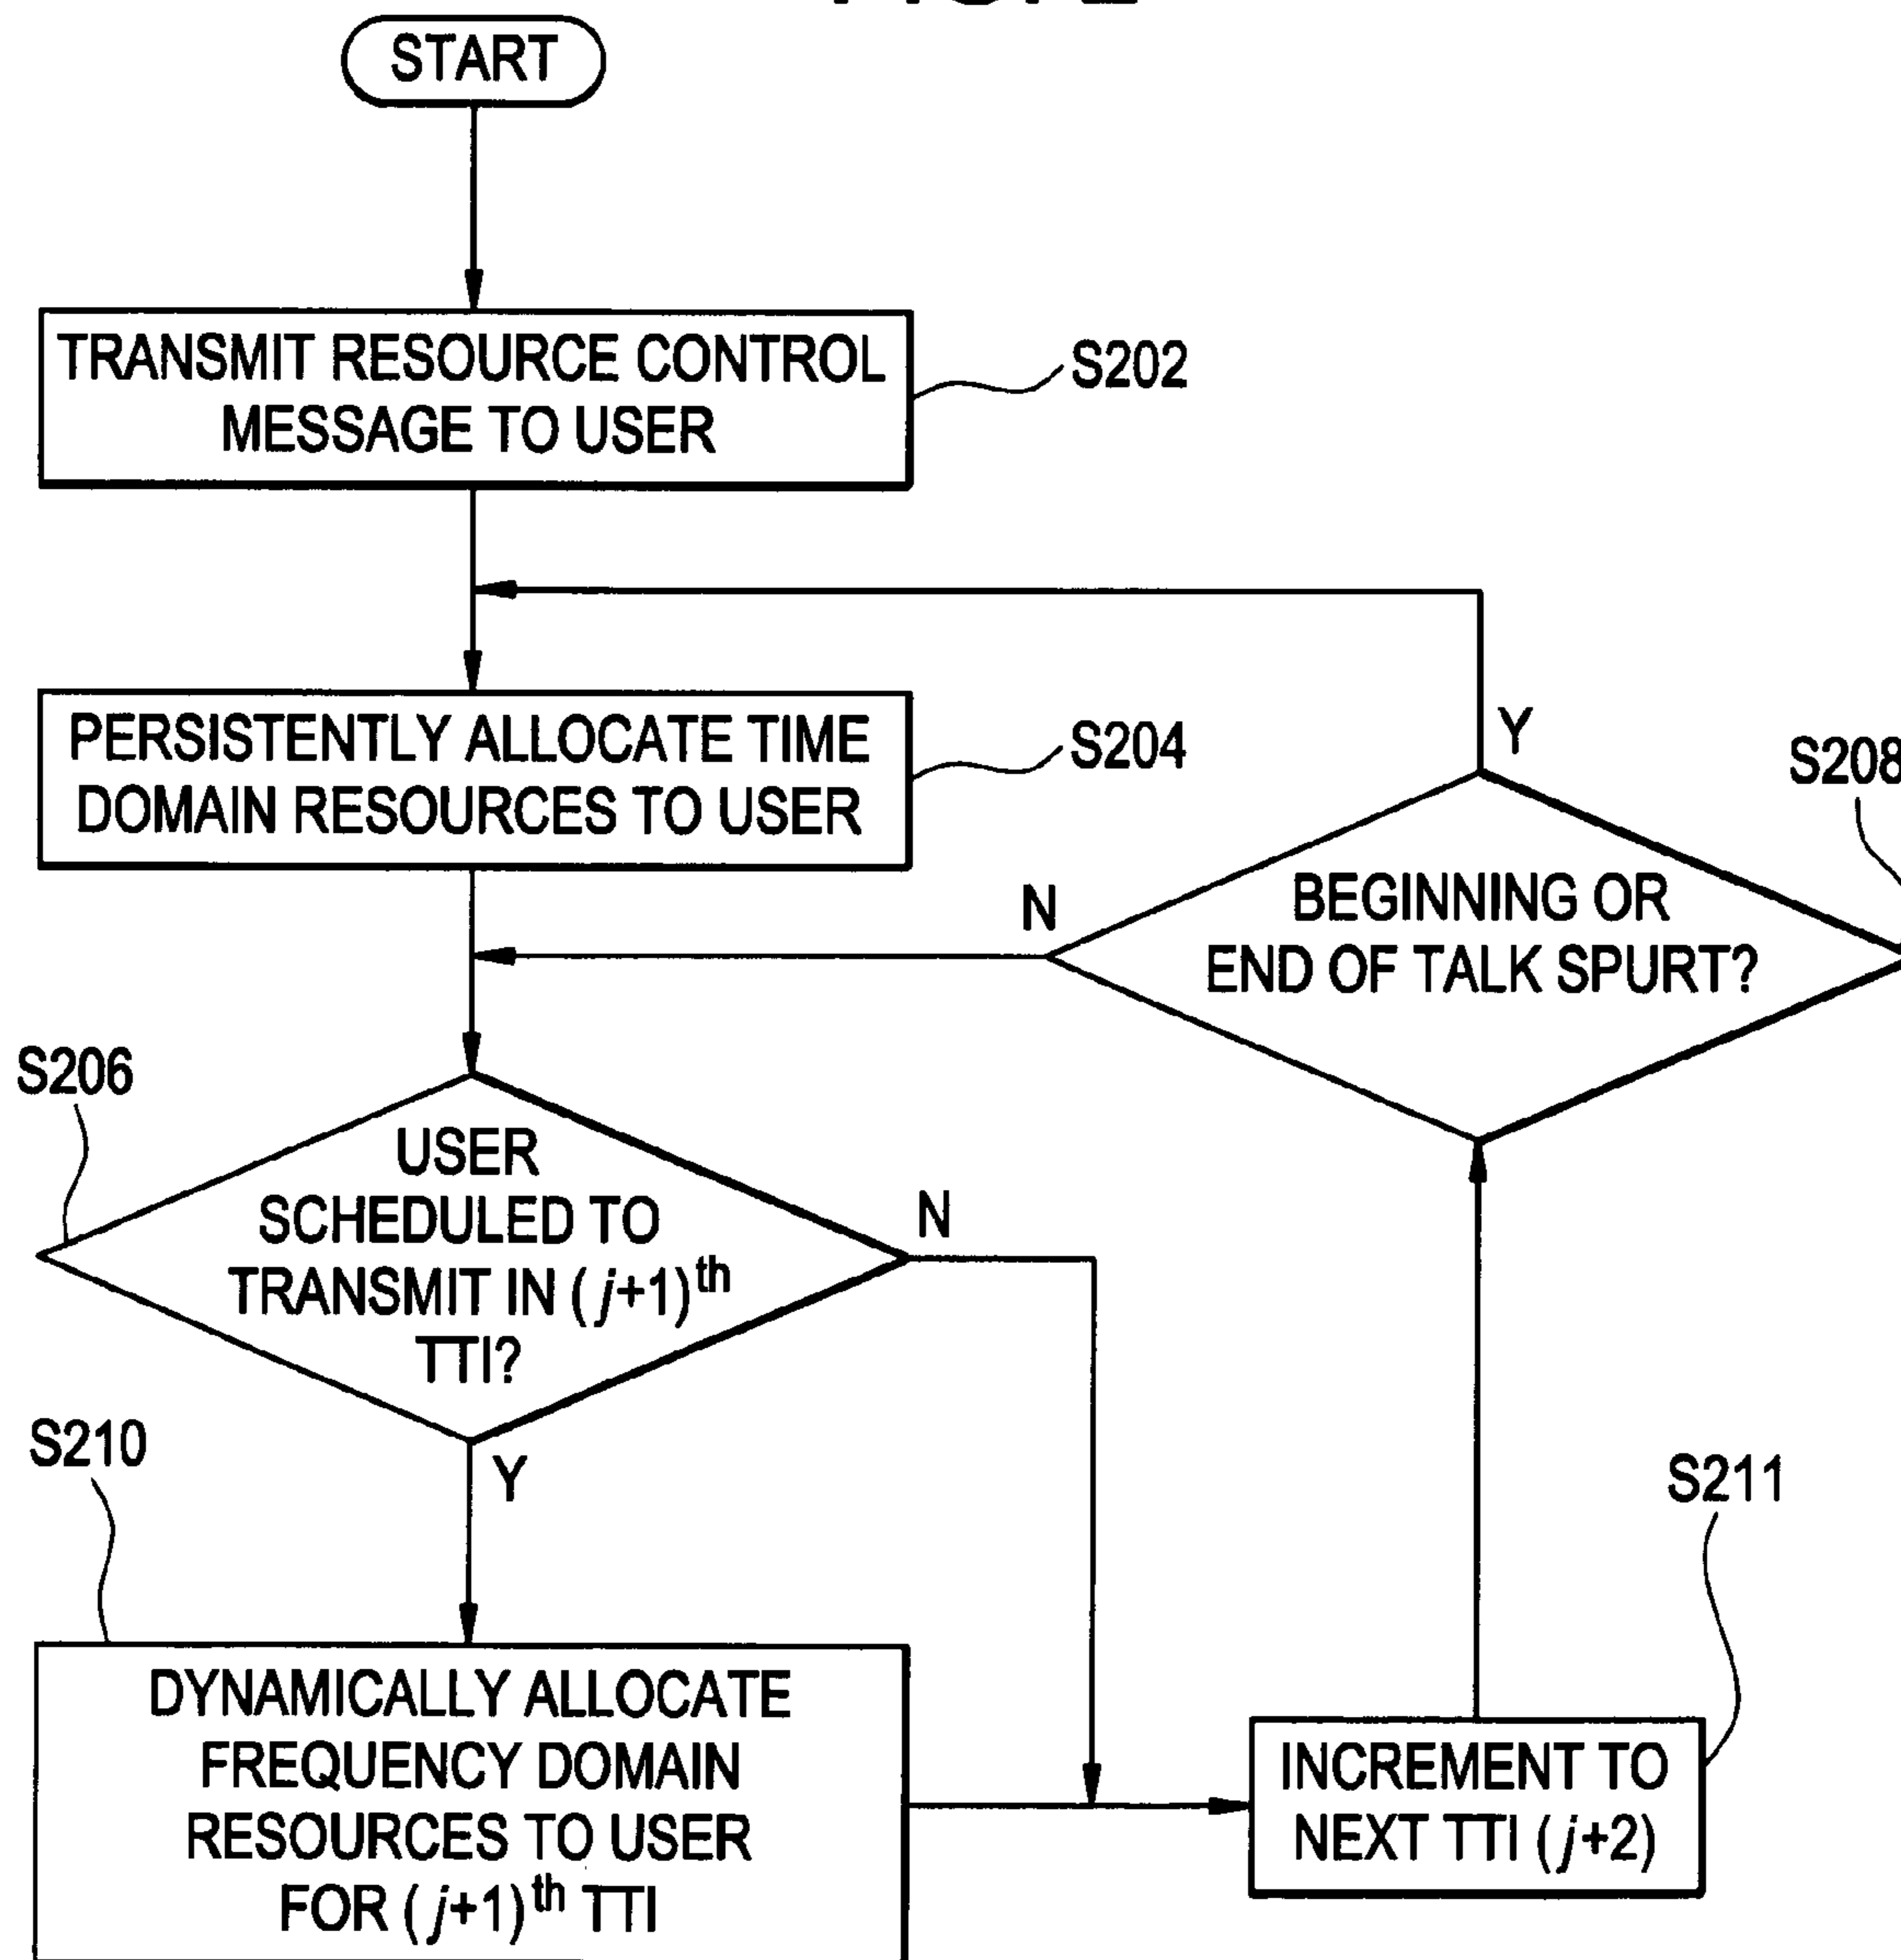 START
TRANSMIT RESOURCE CONTROL
MESSAGE TO USER
S202
PERSISTENTLY ALLOCATE TIME
DOMAIN RESOURCES TO USER
S204
Y
S208
BEGINNING OR
END OF TALK SPURT?
N
S206
USER
SCHEDULED TO
TRANSMIT IN (j+1)th
TTI?
N
Y
S210
DYNAMICALLY ALLOCATE
FREQUENCY DOMAIN
RESOURCES TO USER
FOR (j+1)th TTI
S211
INCREMENT TO
NEXT TTI (j+2)